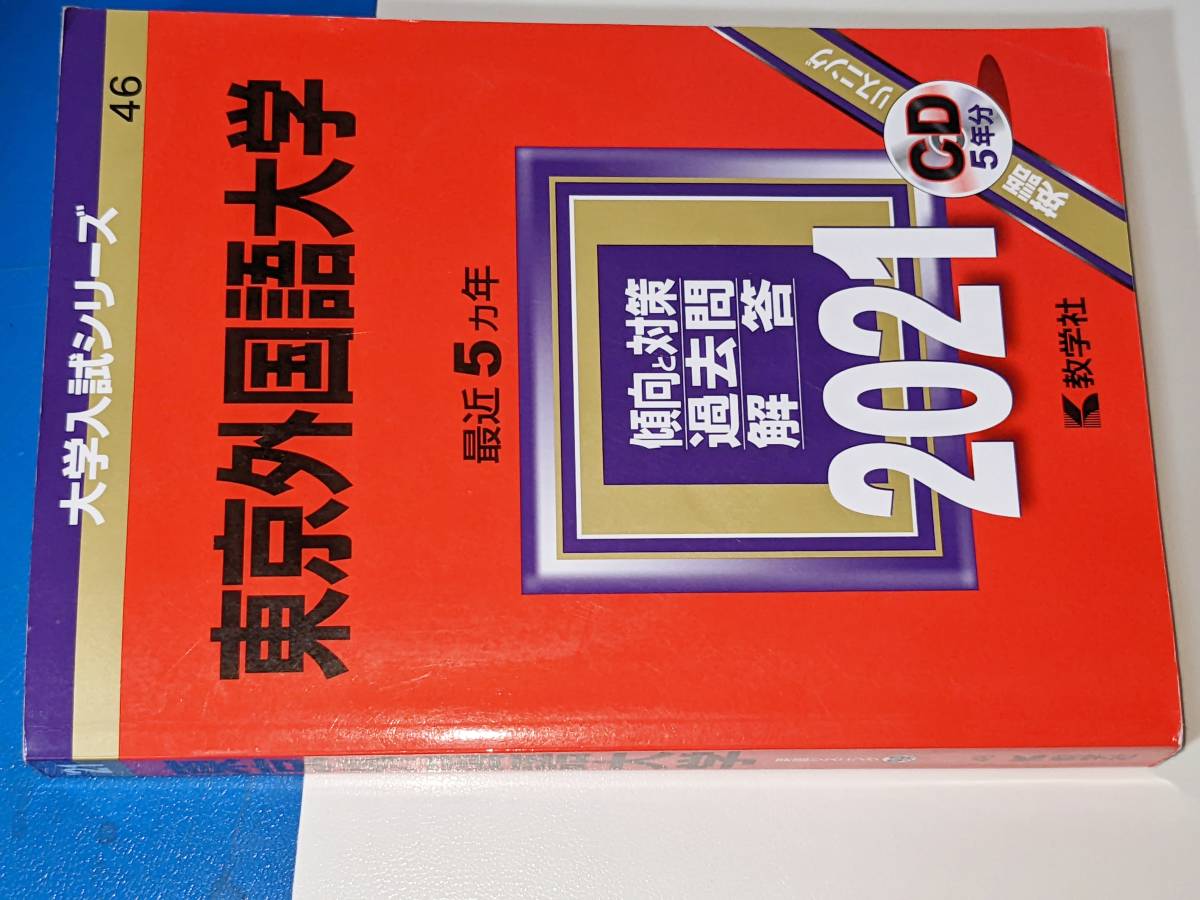 大学入試シリーズ
46
東京外国語大学
最近5カ年
傾向と対策
過去問
解答
2021
英語
CD
5年分
リスニング
教学社